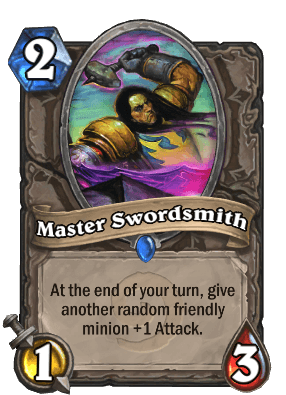 2
Master Swordsmith
At the end of your turn, give
another random friendly
minion +1 Attack.
1
3